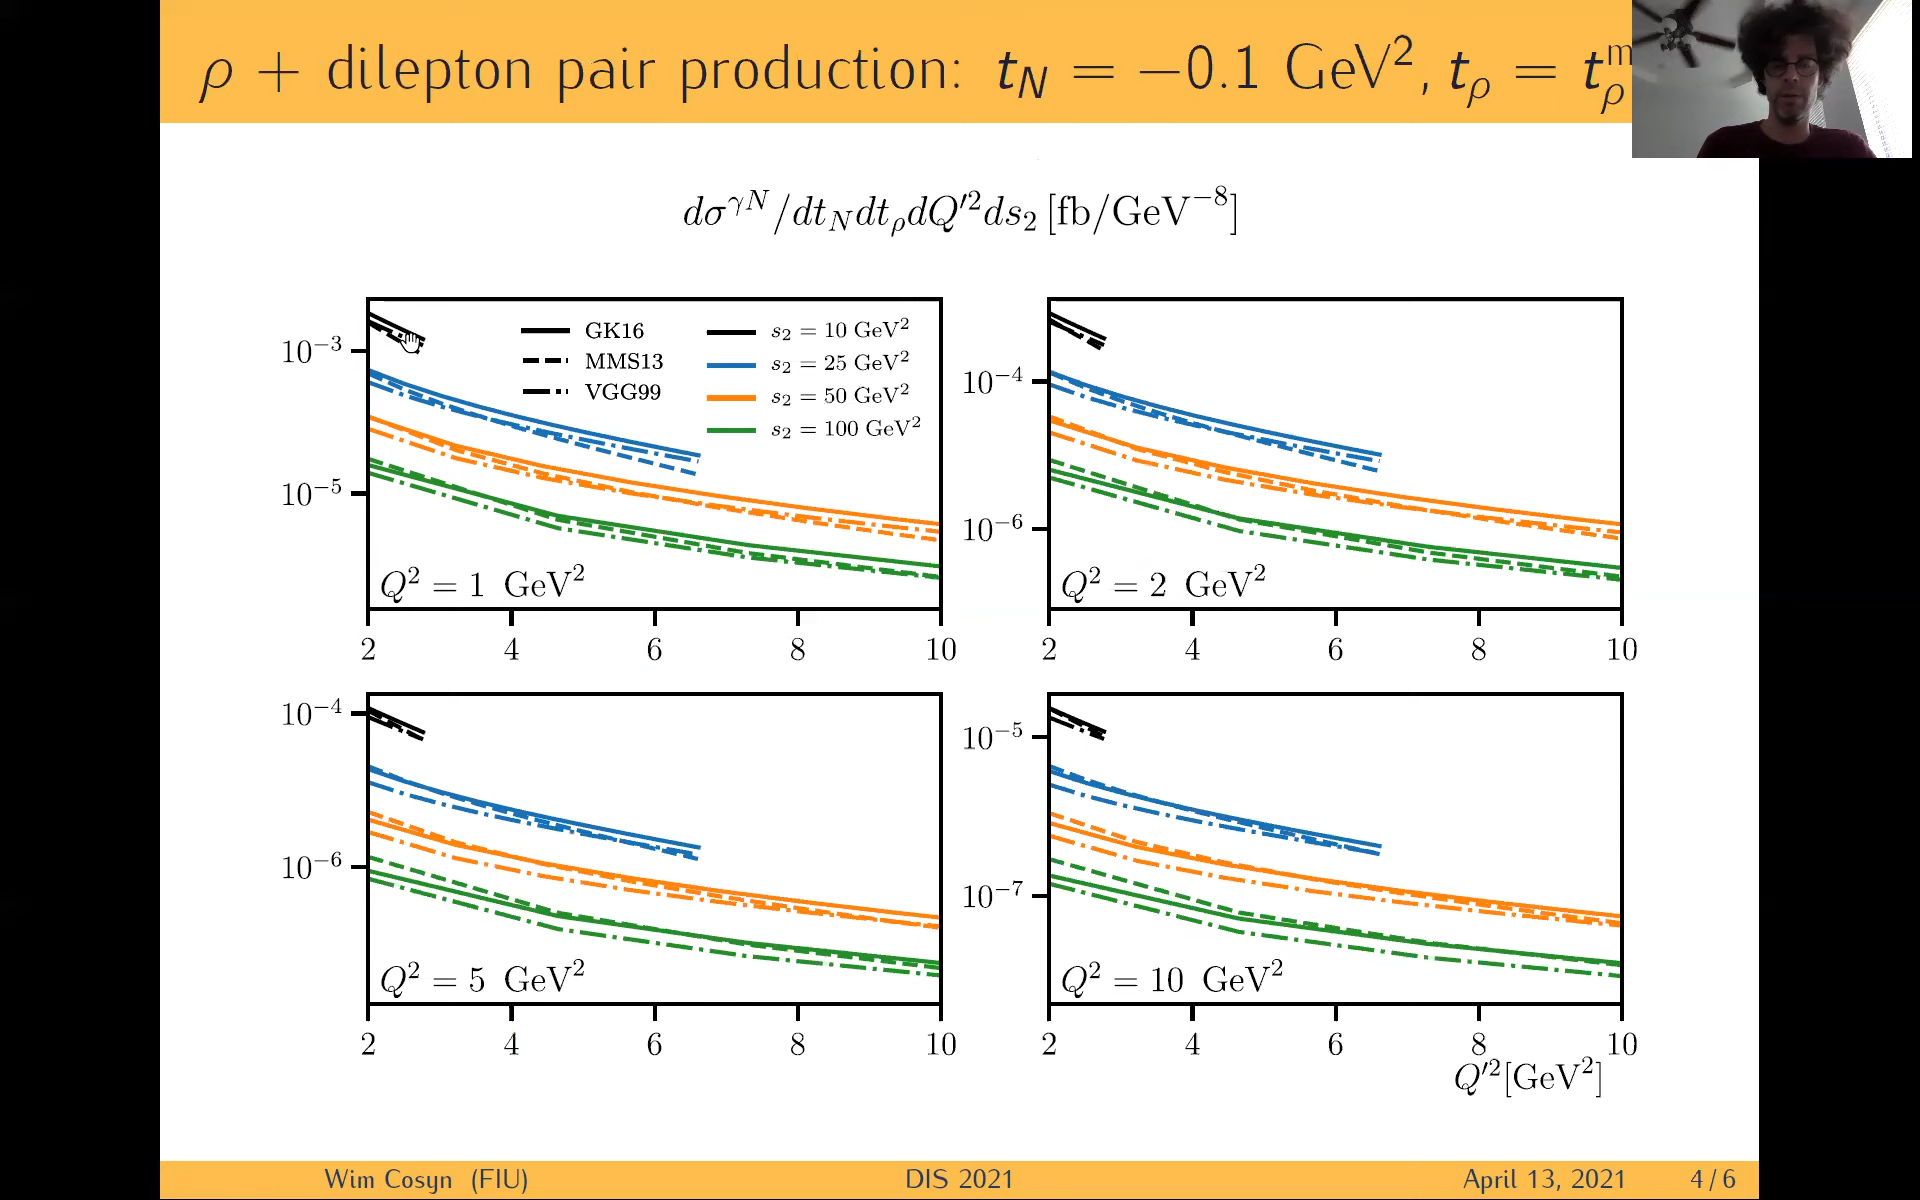 ρ + dilepton pair production: t_N = −0.1 GeV², t_ρ = t_ρ^m
dσ^{γN}/dt_N dt_ρ dQ′² ds₂ [fb/GeV⁻⁸]
GK16
MMS13
VGG99
s₂ = 10 GeV²
s₂ = 25 GeV²
s₂ = 50 GeV²
s₂ = 100 GeV²
10⁻³
10⁻⁵
Q² = 1 GeV²
2 4 6 8 10
10⁻⁴
10⁻⁶
Q² = 2 GeV²
2 4 6 8 10
10⁻⁴
10⁻⁶
Q² = 5 GeV²
2 4 6 8 10
10⁻⁵
10⁻⁷
Q² = 10 GeV²
2 4 6 8 10
Q′² [GeV²]
Wim Cosyn (FIU) DIS 2021 April 13, 2021 4 / 6